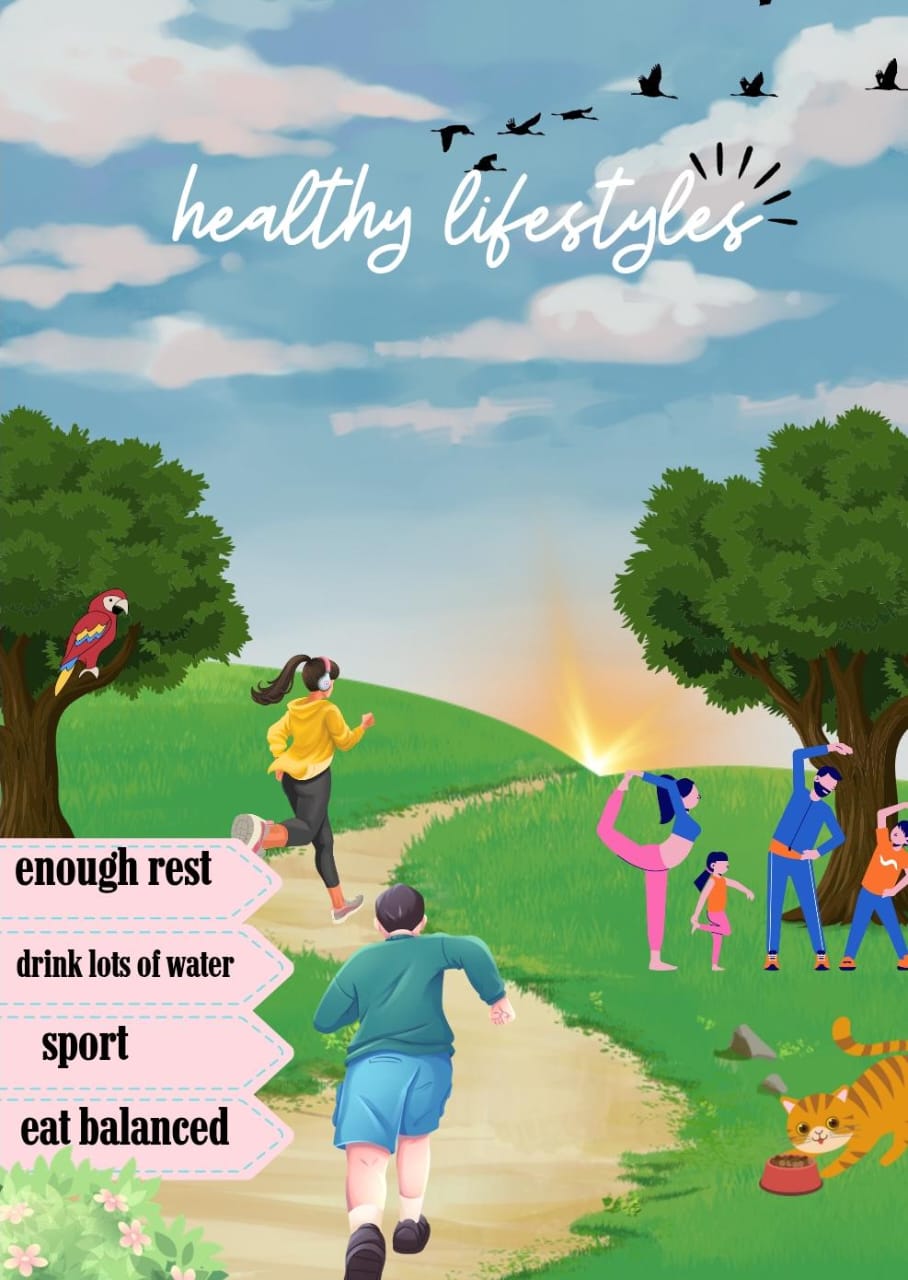 healthy lifestyles
enough rest
drink lots of water
sport
eat balanced